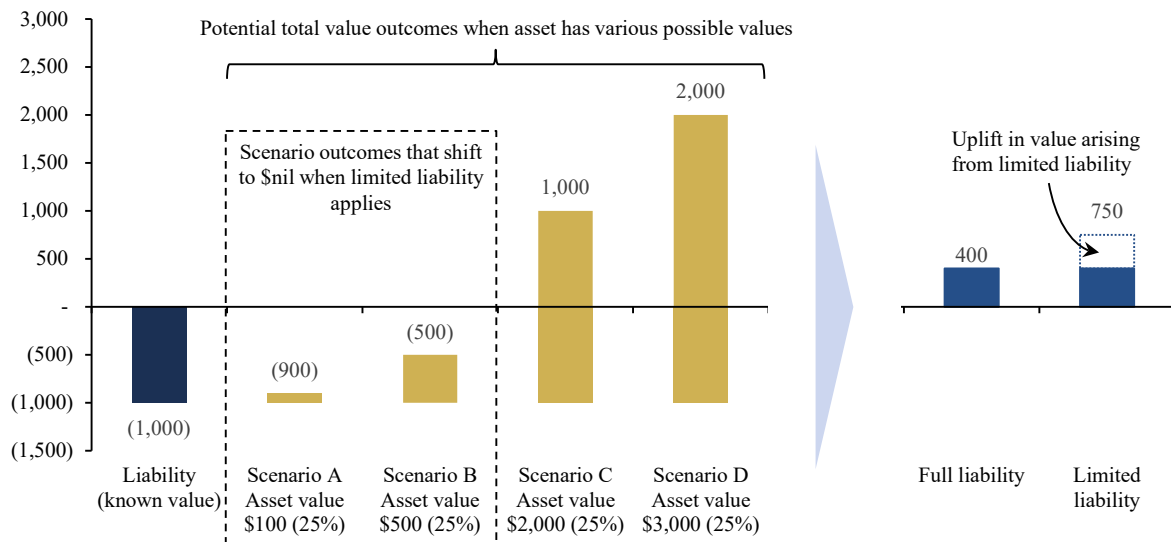 3,000
2,500
2,000
1,500
1,000
500
-
(500)
(1,000)
(1,500)
Potential total value outcomes when asset has various possible values
Scenario outcomes that shift
to $nil when limited liability
applies
(1,000)
(900)
(500)
1,000
2,000
Liability
(known value)
Scenario A
Asset value
$100 (25%)
Scenario B
Asset value
$500 (25%)
Scenario C
Asset value
$2,000 (25%)
Scenario D
Asset value
$3,000 (25%)
Uplift in value arising
from limited liability
400
750
Full liability
Limited
liability